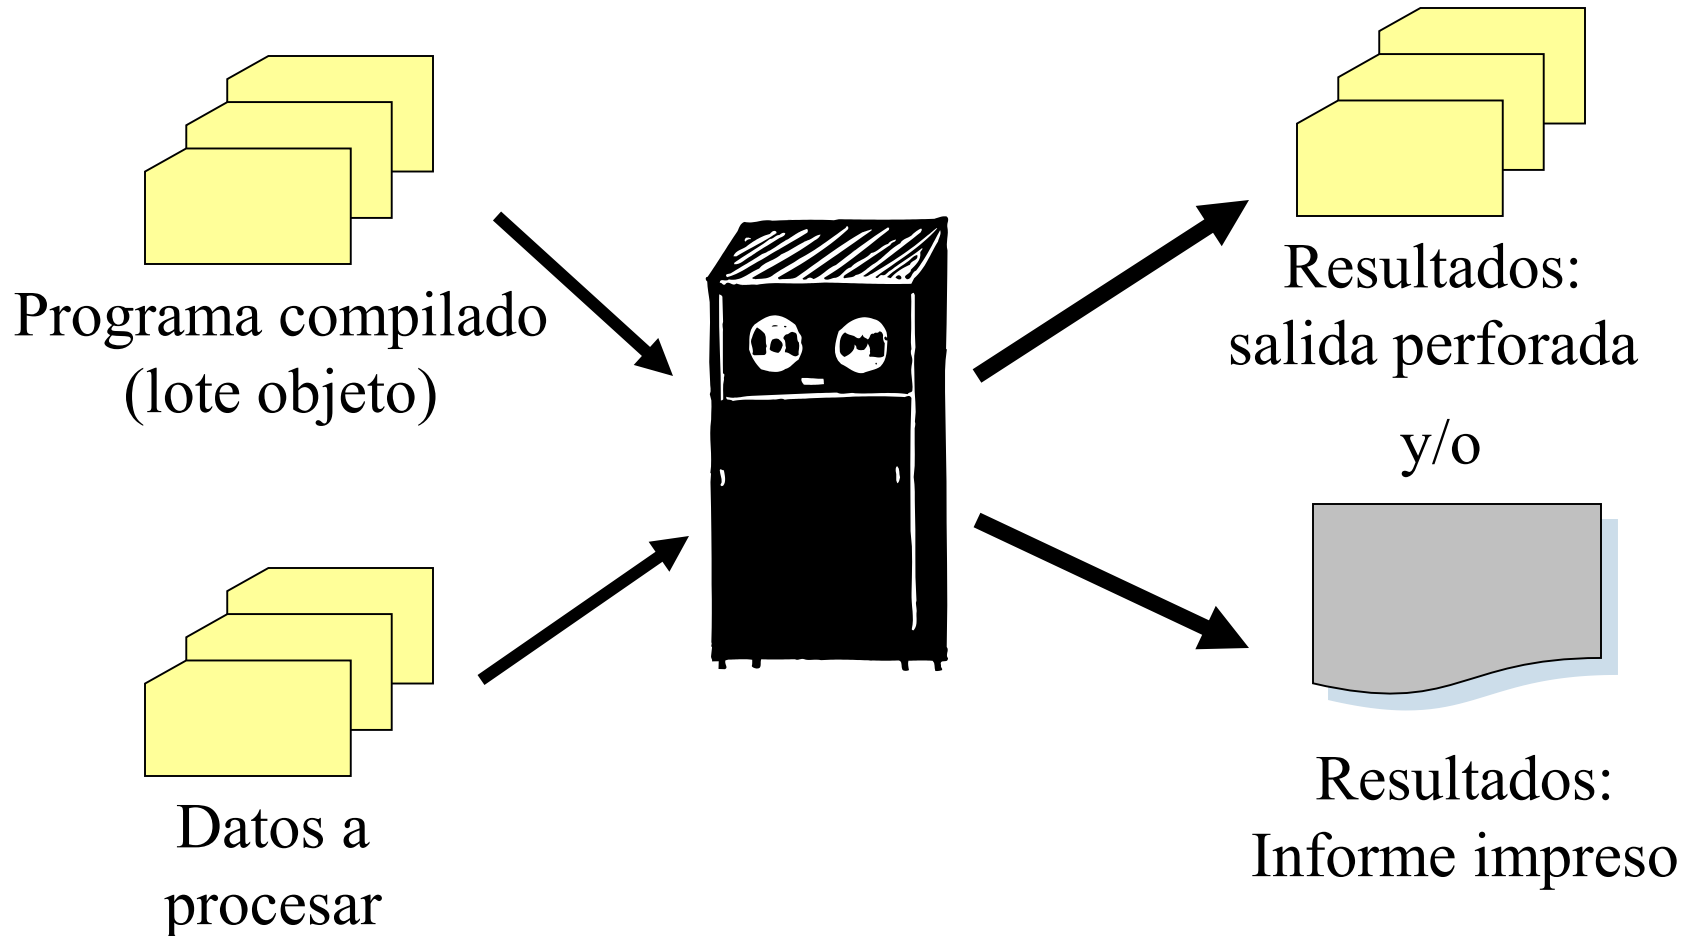 Programa compilado
(lote objeto)
Datos a
procesar
Resultados:
salida perforada
y/o
Resultados:
Informe impreso